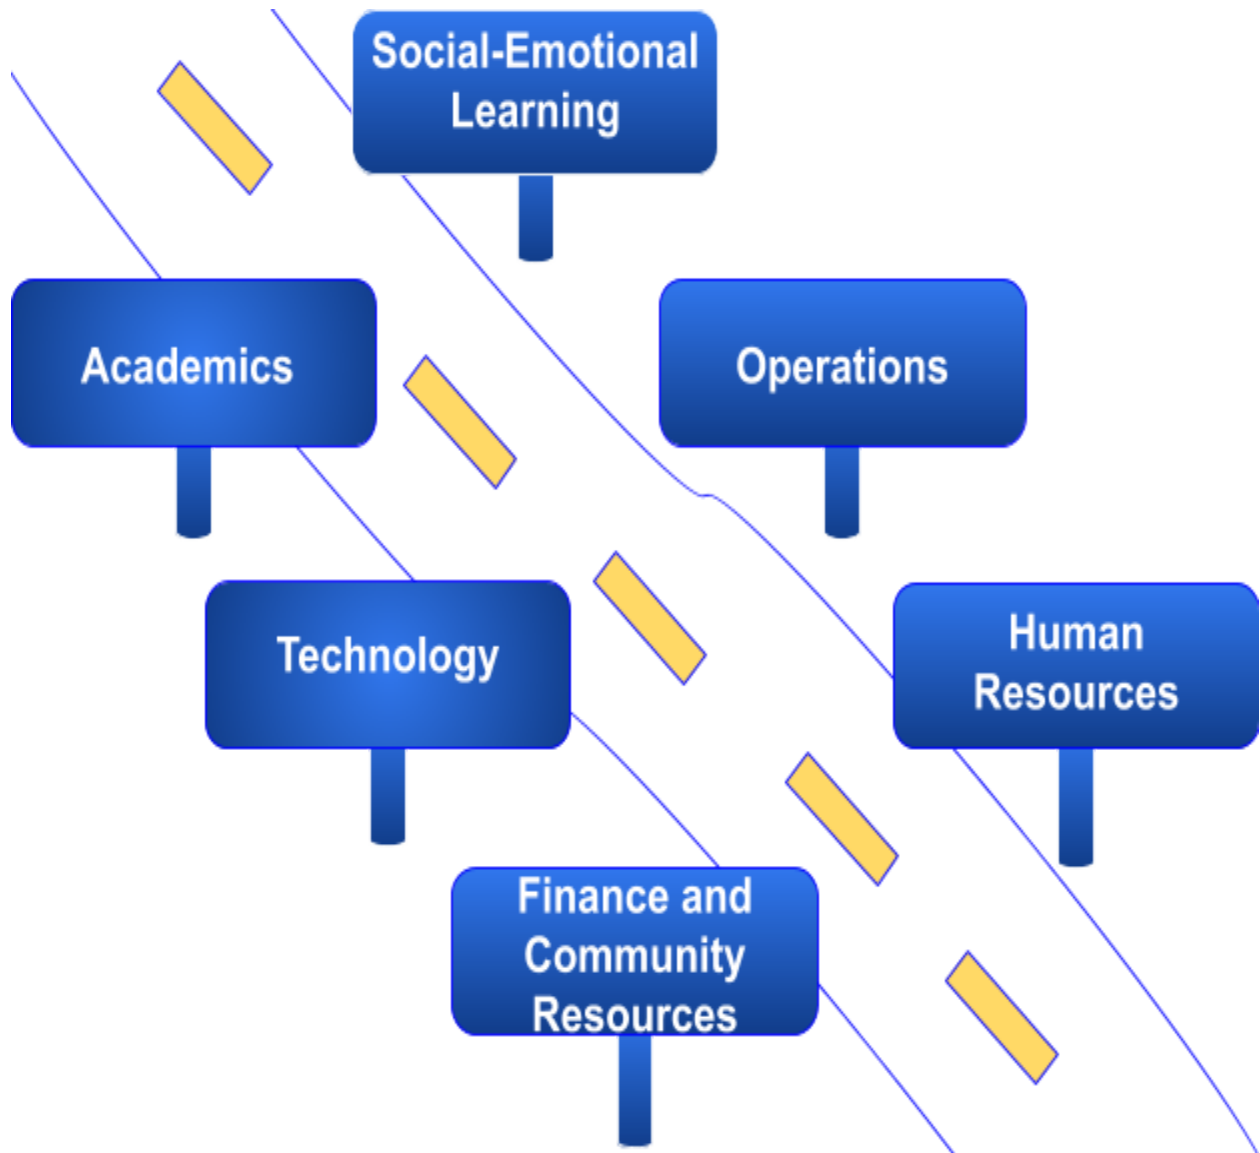 Social-Emotional
Learning
Academics
Operations
Technology
Human
Resources
Finance and
Community
Resources